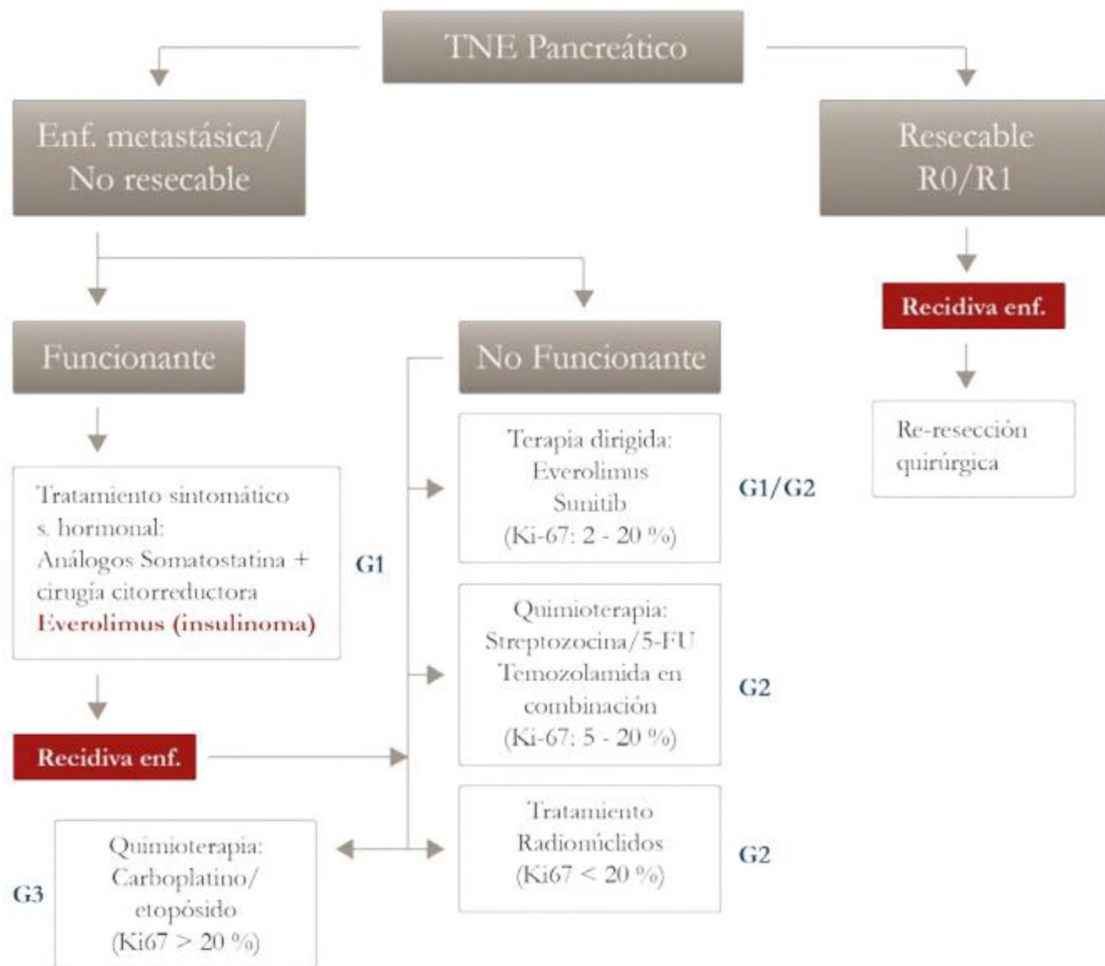 TNE Pancreático
Enf. metastásica/
No resecable
Resecable
R0/R1
Recidiva enf.
Re-resección
quirúrgica
Funcionante
No Funcionante
Tratamiento sintomático
s. hormonal:
Análogos Somatostatina +
cirugía citorreductora
Everolimus (insulinoma)
G1
Recidiva enf.
Terapia dirigida:
Everolimus
Sunitib
(Ki-67: 2 - 20 %)
G1/G2
Quimioterapia:
Streptozocina/5-FU
Temozolamida en
combinación
(Ki-67; 5 - 20 %)
G2
Tratamiento
Radionúclidos
(Ki67 < 20 %)
G2
Quimioterapia:
Carboplatino/
etopósido
(Ki67 > 20 %)
G3